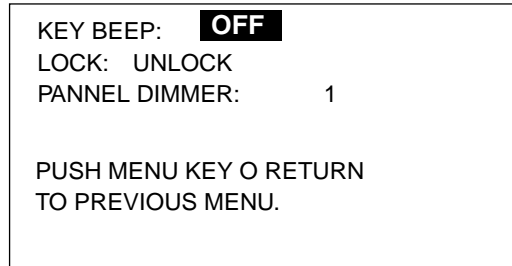 KEY BEEP: OFF
LOCK: UNLOCK
PANNEL DIMMER: 1
PUSH MENU KEY O RETURN
TO PREVIOUS MENU.